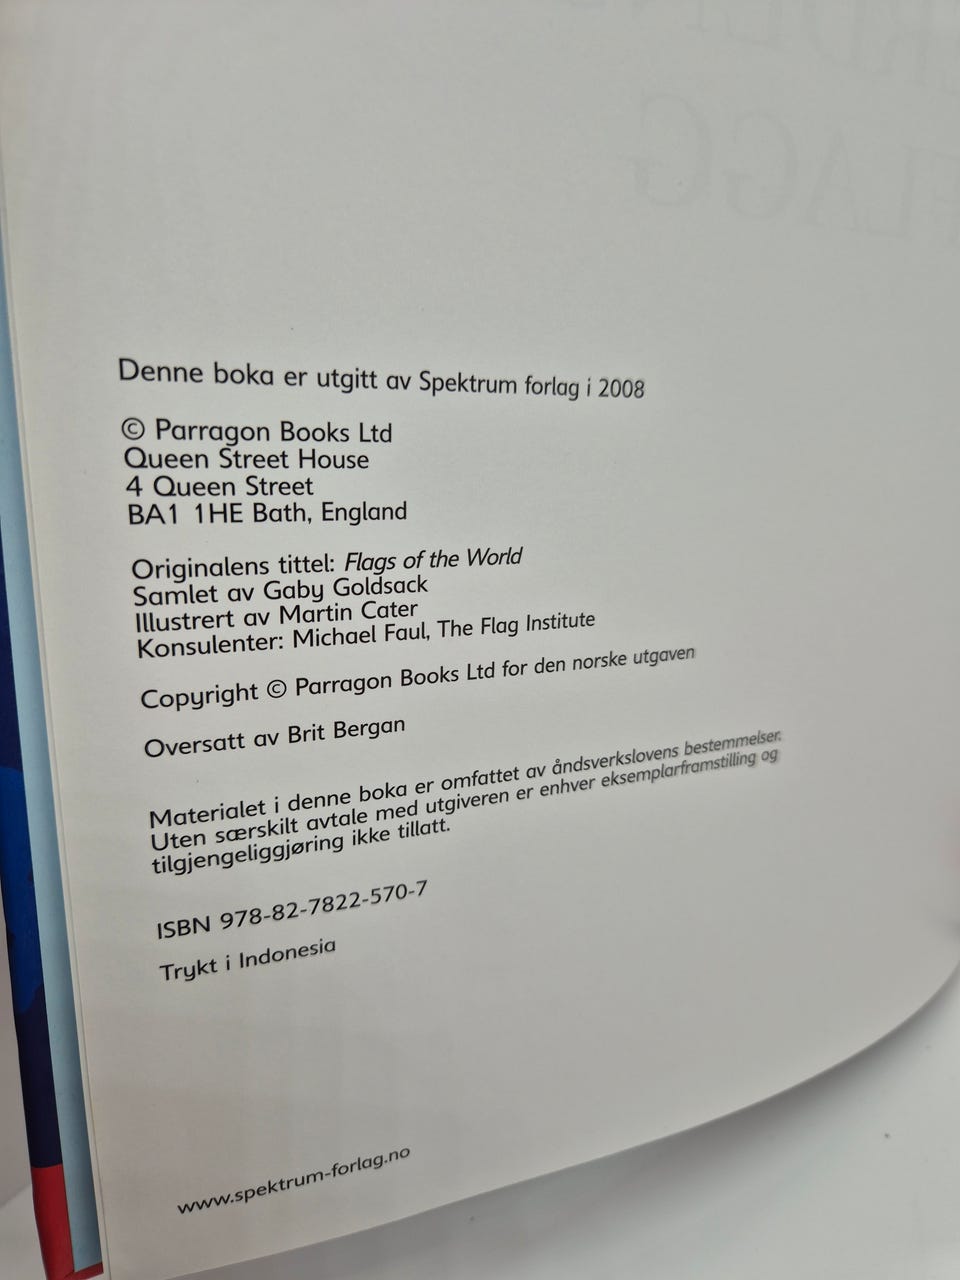 Denne boka er utgitt av Spektrum forlag i 2008
© Parragon Books Ltd
Queen Street House
4 Queen Street
BA1 1HE Bath, England
Originalens tittel: Flags of the World
Samlet av Gaby Goldsack
Illustrert av Martin Cater
Konsulenter: Michael Faul, The Flag Institute
Copyright © Parragon Books Ltd for den norske utgaven
Oversatt av Brit Bergan
Materialet i denne boka er omfattet av åndsverkslovens bestemmelser.
Uten særskilt avtale med utgiveren er enhver eksemplarframstilling og
tilgjengeliggjøring ikke tillatt.
ISBN 978-82-7822-570-7
Trykt i Indonesia
www.spektrum-forlag.no